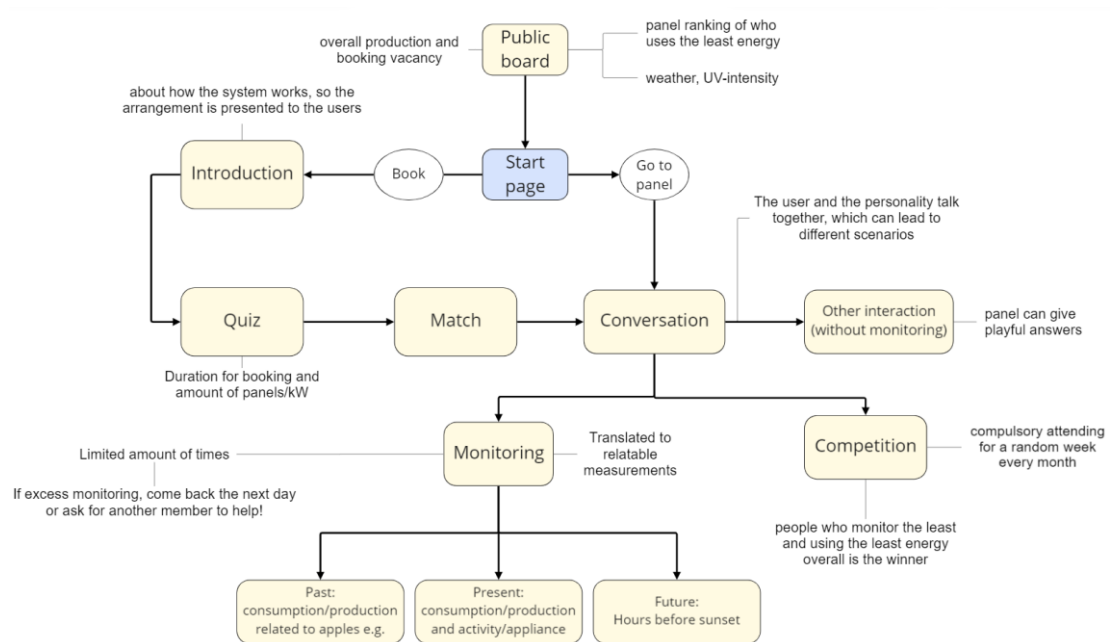 overall production and
booking vacancy
Public
board
panel ranking of who
uses the least energy
weather, UV-intensity
about how the system works, so the
arrangement is presented to the users
Introduction
Book
Start
page
Go to
panel
The user and the personality talk
together, which can lead to
different scenarios
Quiz
Match
Conversation
Other interaction
(without monitoring)
panel can give
playful answers
Duration for booking and
amount of panels/kW
Limited amount of times
If excess monitoring, come back the next day
or ask for another member to help!
Monitoring
Translated to
relatable
measurements
Competition
compulsory attending
for a random week
every month
people who monitor the least
and using the least energy
overall is the winner
Past:
consumption/production
related to apples e.g.
Present:
consumption/production
and activity/appliance
Future:
Hours before sunset